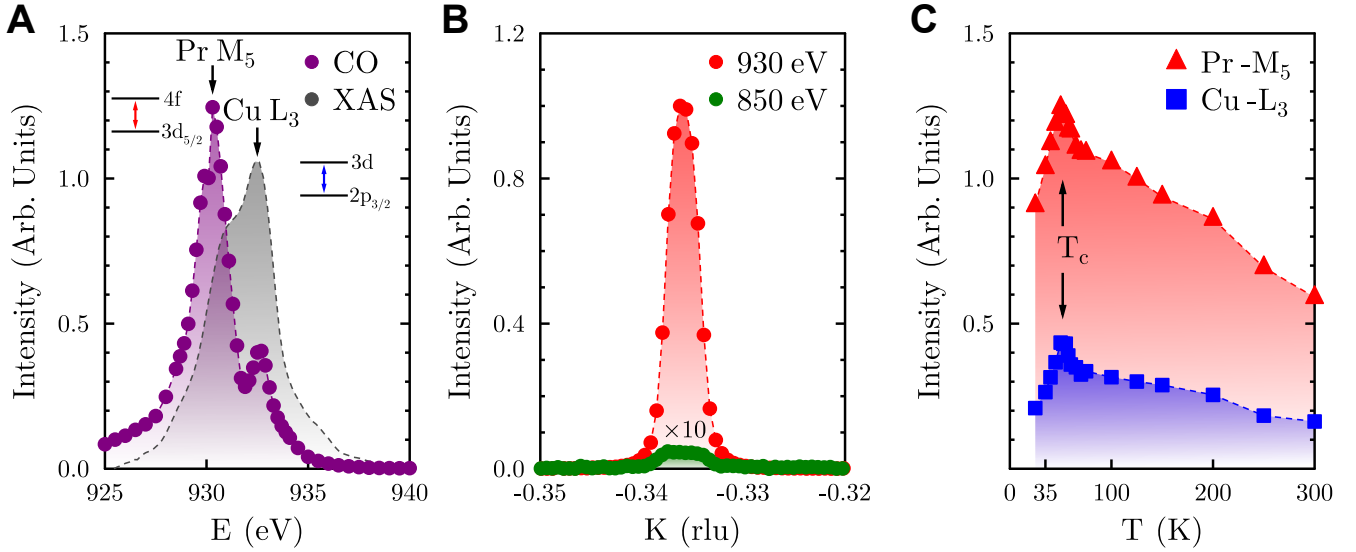 A
Intensity (Arb. Units)
1.5
1.0
0.5
0.0
Pr M5
CO
XAS
Cu L3
4f
3d5/2
3d
2p3/2
925
930
935
940
E (eV)
B
Intensity (Arb. Units)
1.2
0.8
0.4
0.0
930 eV
850 eV
×10
-0.35
-0.34
-0.33
-0.32
K (rlu)
C
Intensity (Arb. Units)
1.5
1.0
0.5
0.0
Pr-M5
Cu-L3
Tc
0
35
100
200
300
T (K)